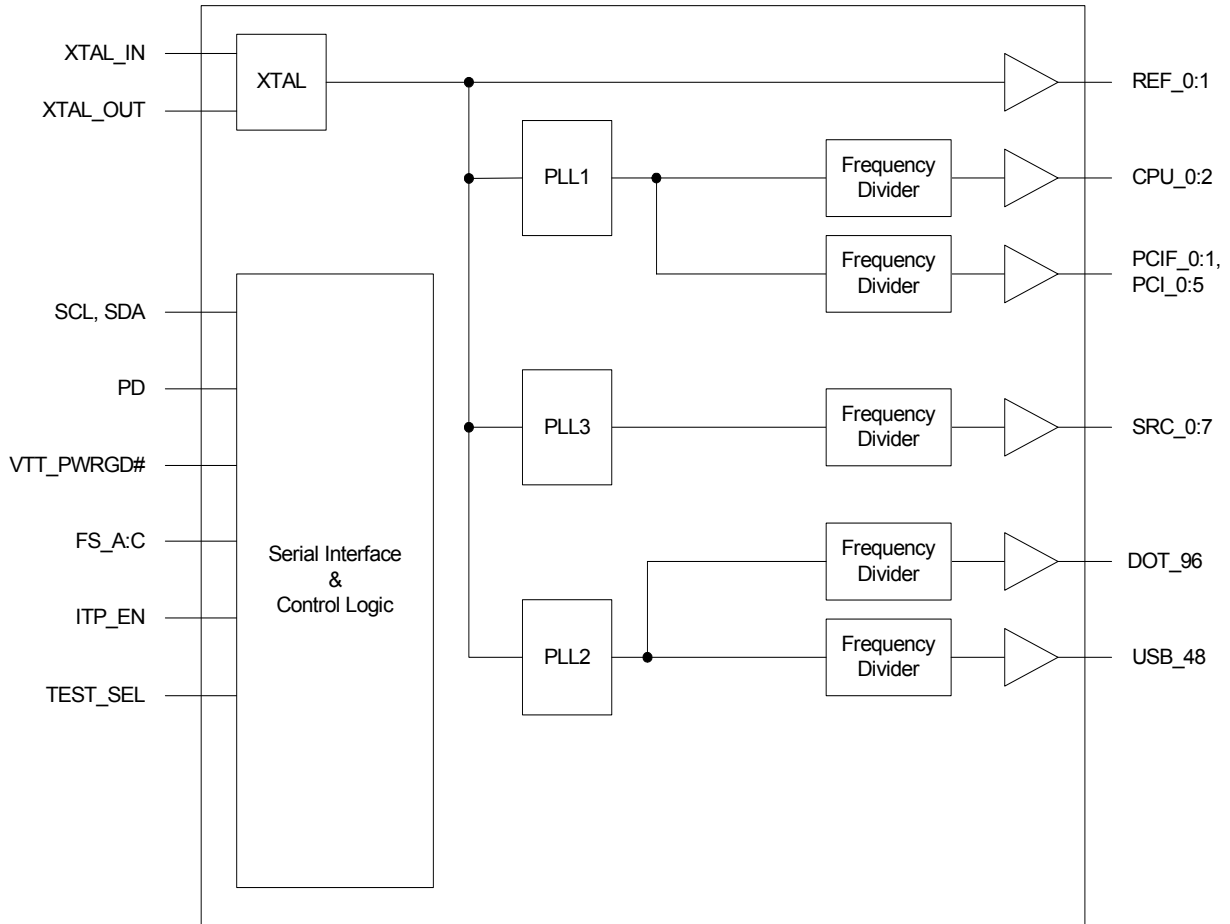 XTAL_IN
XTAL_OUT
XTAL
REF_0:1
PLL1
Frequency
Divider
CPU_0:2
Frequency
Divider
PCIF_0:1,
PCI_0:5
SCL, SDA
PD
VTT_PWRGD#
FS_A:C
ITP_EN
TEST_SEL
Serial Interface
&
Control Logic
PLL3
Frequency
Divider
SRC_0:7
PLL2
Frequency
Divider
DOT_96
Frequency
Divider
USB_48